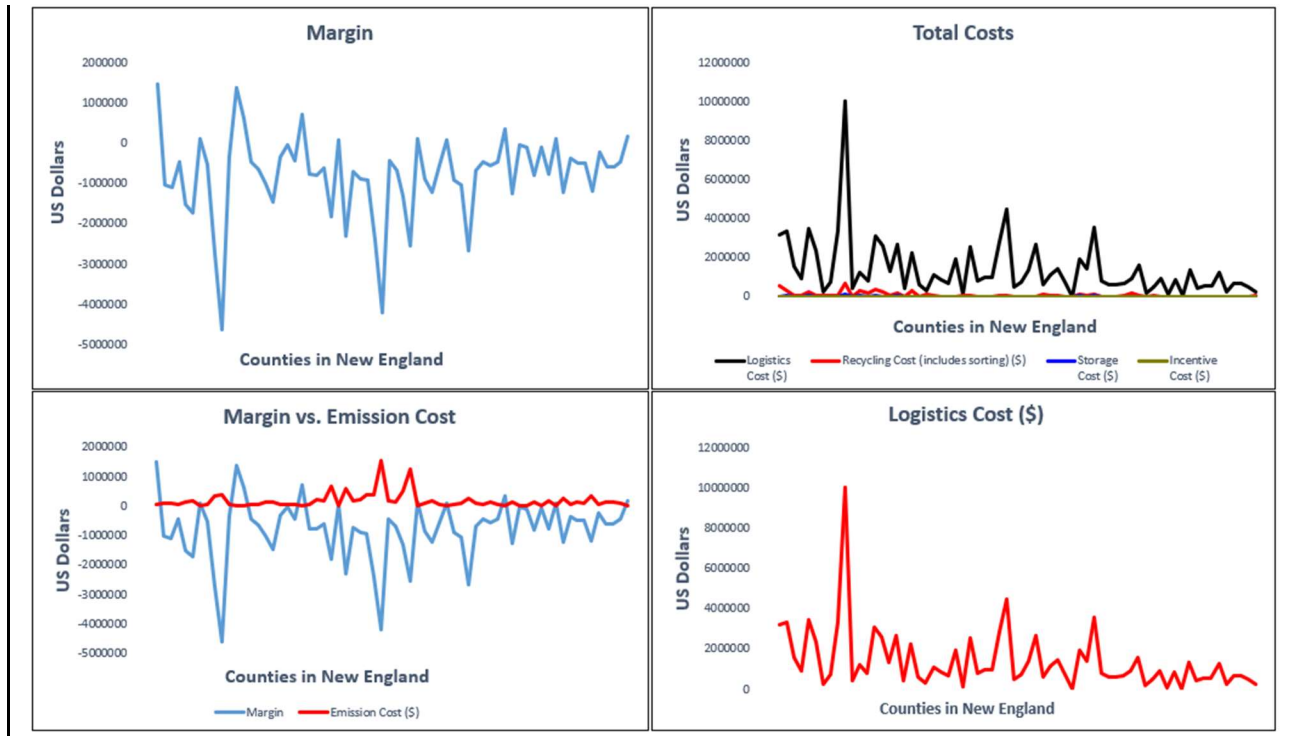 Margin
2000000
1000000
0
-1000000
-2000000
-3000000
-4000000
-5000000
US Dollars
Counties in New England
Total Costs
12000000
10000000
8000000
6000000
4000000
2000000
0
US Dollars
Counties in New England
Logistics
Cost ($)
Recycling Cost (includes sorting) ($)
Storage
Cost ($)
Incentive
Cost ($)
Margin vs. Emission Cost
2000000
1000000
0
-1000000
-2000000
-3000000
-4000000
-5000000
US Dollars
Counties in New England
Margin
Emission Cost ($)
Logistics Cost ($)
12000000
10000000
8000000
6000000
4000000
2000000
0
US Dollars
Counties in New England